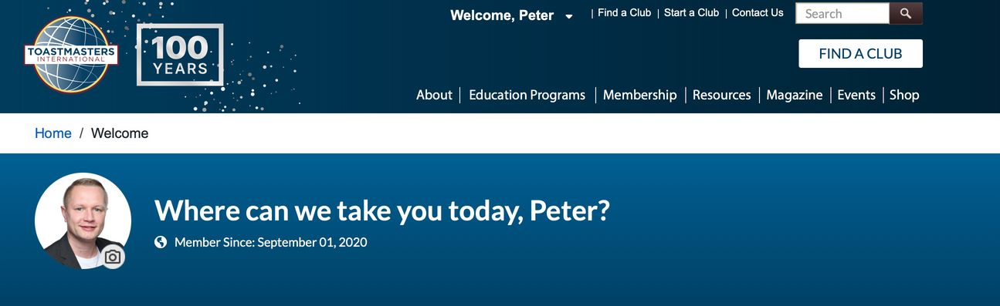 Welcome, Peter | Find a Club | Start a Club | Contact Us Search
TOASTMASTERS
INTERNATIONAL
100
YEARS
FIND A CLUB
About | Education Programs | Membership | Resources | Magazine | Events | Shop
Home / Welcome
Where can we take you today, Peter?
Member Since: September 01, 2020